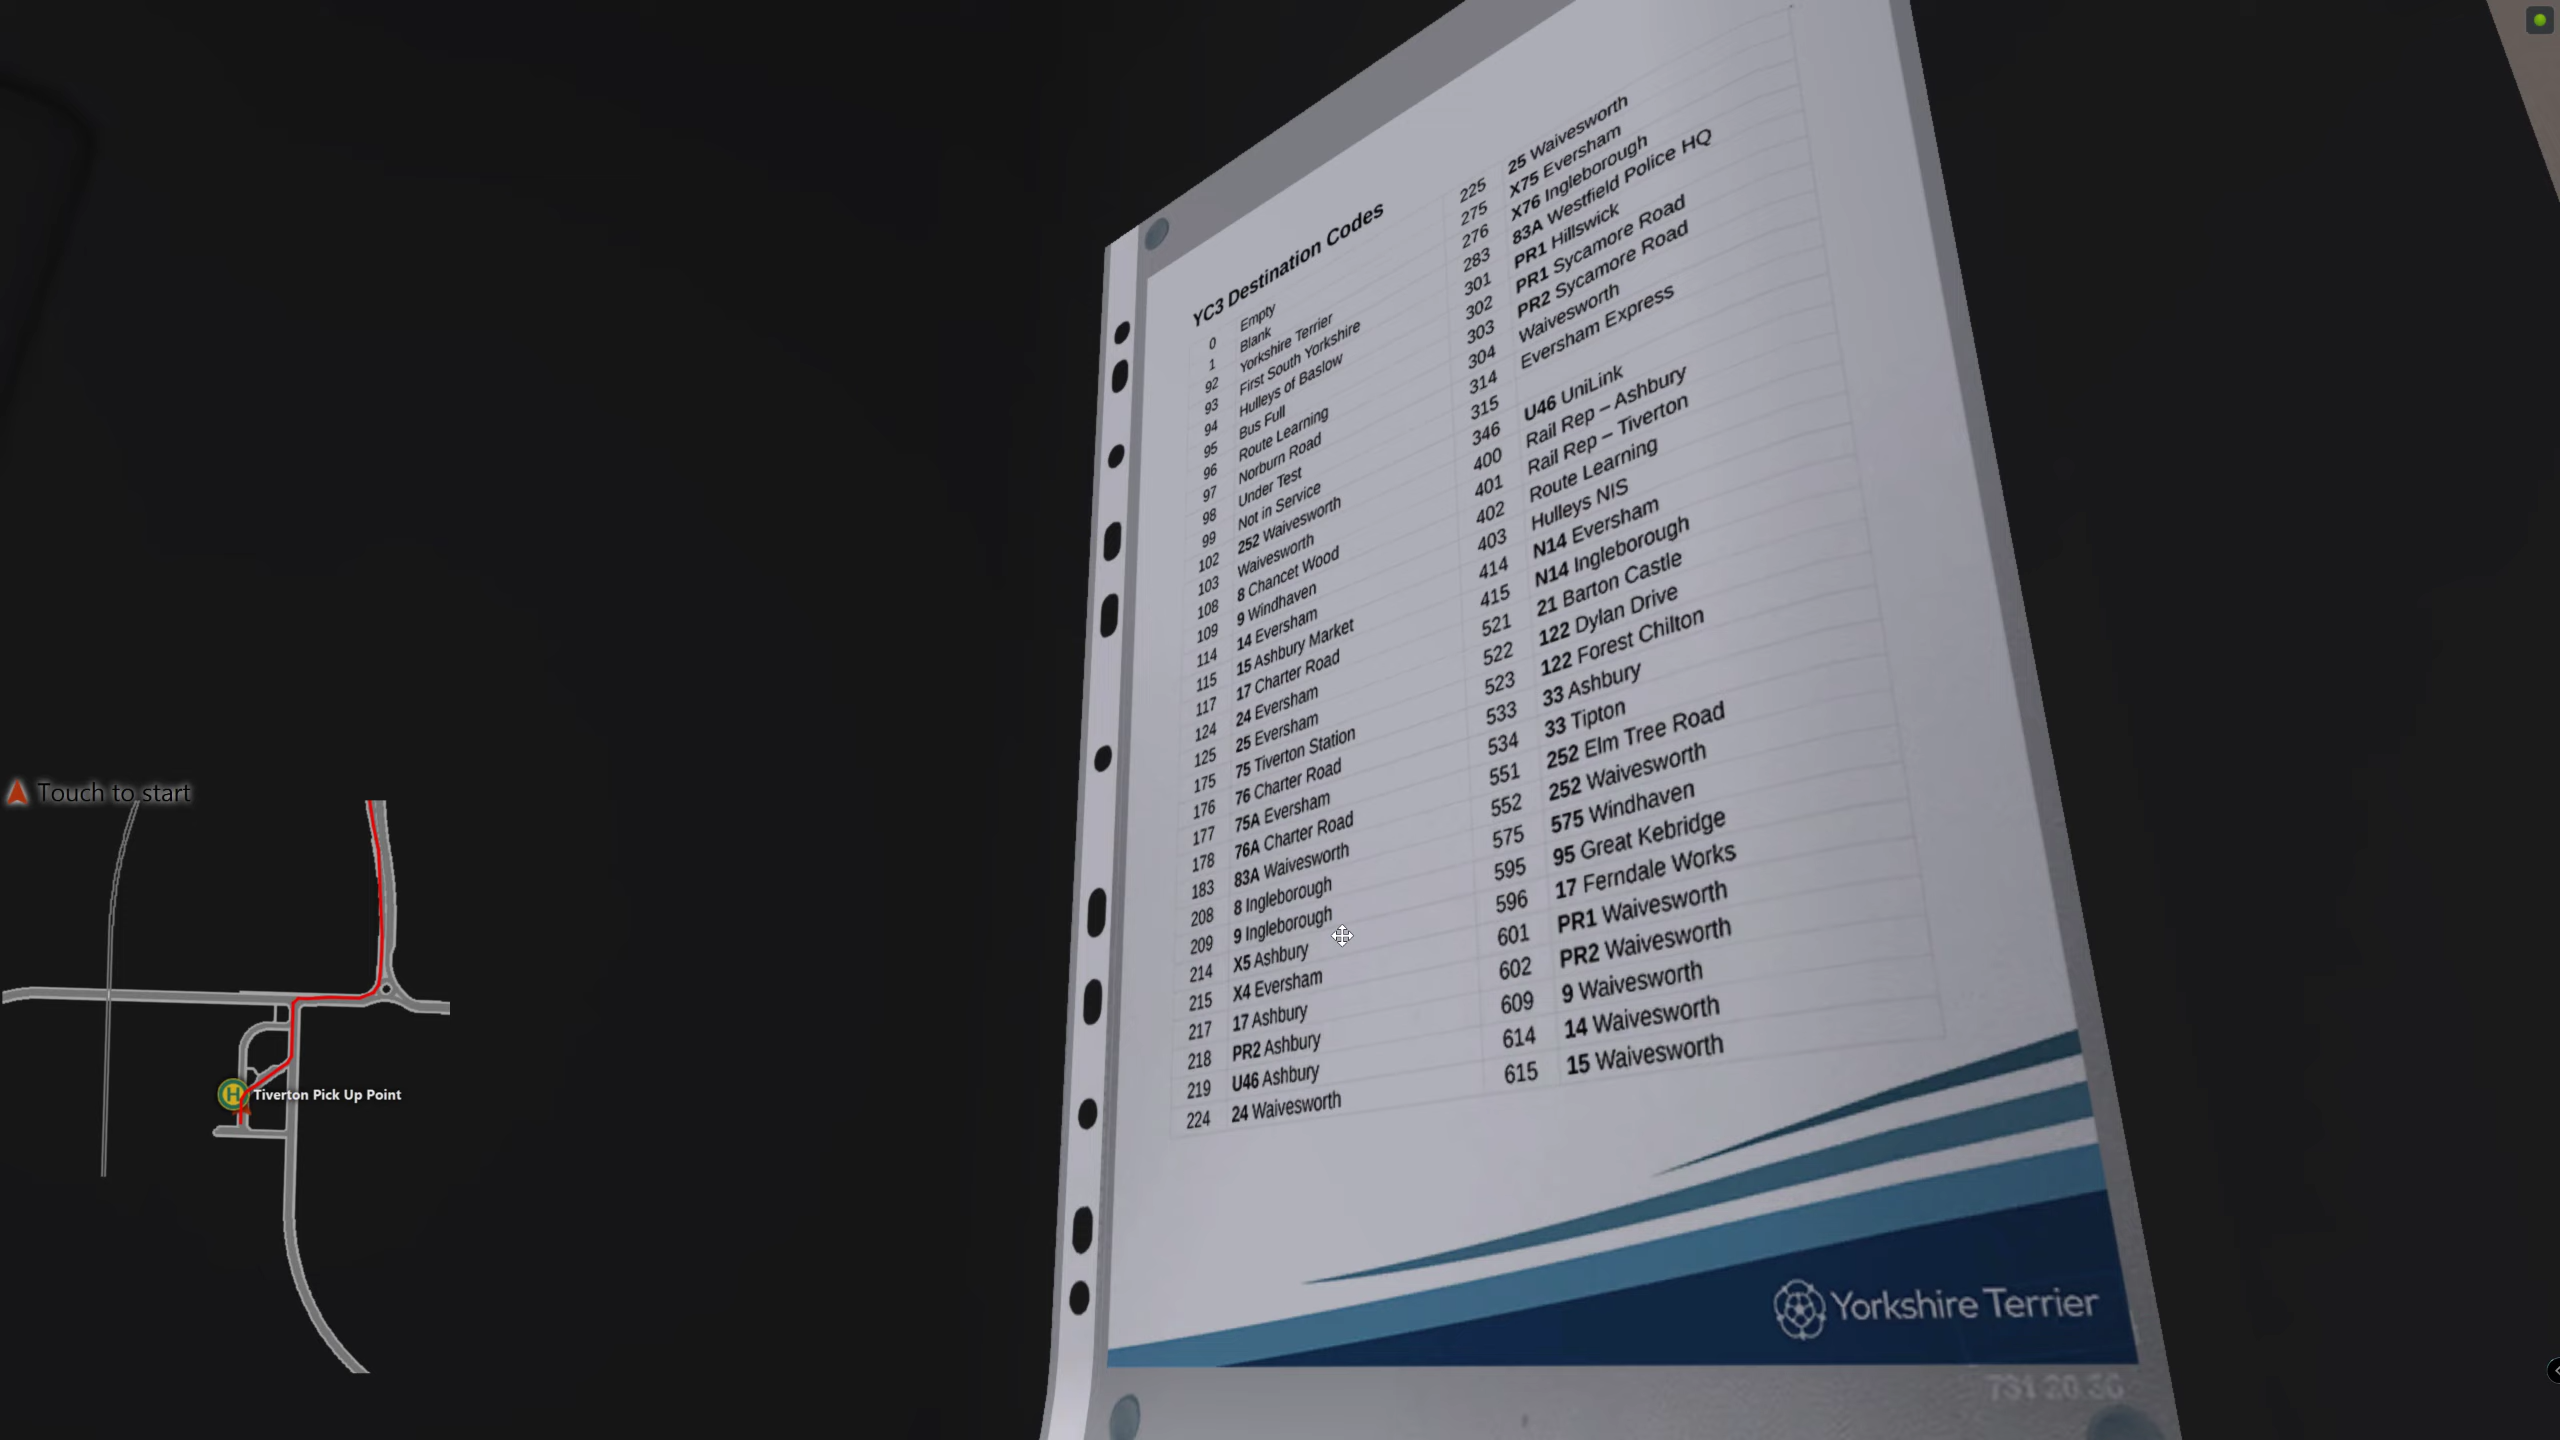 YC3 Destination Codes
0 Empty
1 Blank
92 Yorkshire Terrier
93 First South Yorkshire
94 Hulleys of Baslow
95 Bus Full
96 Route Learning
97 Norburn Road
98 Under Test
99 Not in Service
102 252 Waivesworth
103 Waivesworth
108 8 Chancet Wood
109 9 Windhaven
114 14 Eversham
115 15 Ashbury Market
117 17 Charter Road
124 24 Eversham
125 25 Eversham
175 75 Tiverton Station
176 76 Charter Road
177 75A Eversham
178 76A Charter Road
183 83A Waivesworth
208 8 Ingleborough
209 9 Ingleborough
214 X5 Ashbury
215 X4 Eversham
217 17 Ashbury
218 PR2 Ashbury
219 U46 Ashbury
224 24 Waivesworth
225 25 Waivesworth
275 X75 Eversham
276 X76 Ingleborough
283 83A Westfield Police HQ
301 PR1 Hillswick
302 PR1 Sycamore Road
303 PR2 Sycamore Road
304 Waivesworth
314 Eversham Express
315
346 U46 UniLink
400 Rail Rep – Ashbury
401 Rail Rep – Tiverton
402 Route Learning
403 Hulleys NIS
414 N14 Eversham
415 N14 Ingleborough
521 21 Barton Castle
522 122 Dylan Drive
523 122 Forest Chilton
533 33 Ashbury
534 33 Tipton
551 252 Elm Tree Road
552 252 Waivesworth
575 575 Windhaven
595 95 Great Kebridge
596 17 Ferndale Works
601 PR1 Waivesworth
602 PR2 Waivesworth
609 9 Waivesworth
614 14 Waivesworth
615 15 Waivesworth
Yorkshire Terrier
Touch to start
H Tiverton Pick Up Point